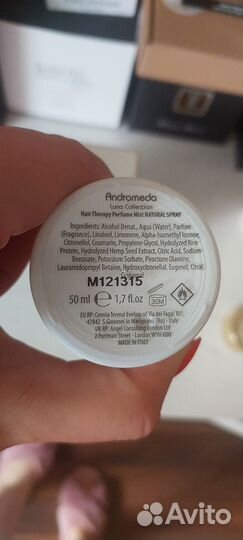 Andromeda
Luna Collection
Hair Therapy Perfume Mist NATURAL SPRAY
Ingredients: Alcohol Denat., Aqua (Water), Parfum
(Fragrance), Linalool, Limonene, Alpha-Isomethyl Ionone,
Citronellol, Coumarin, Propylene Glycol, Hydrolyzed Rice
Protein, Hydrolyzed Hemp Seed Extract, Citric Acid, Sodium
Benzoate, Potassium Sorbate, Piroctone Olamine,
Lauramidopropyl Betaine, Hydroxycitronellal, Eugenol, Citral,
Geraniol
M121315
50 ml e 1,7 fl.oz
30M
EU RP: Cereria Terenzi Evelino srl Via dei Faggi 101,
47842 S.Giovanni in Marignano (Rn) - Italy
UK RP: Angel Consulting London Ltd
2 Portman Street - London W1H 6DU
MADE IN ITALY
Avito